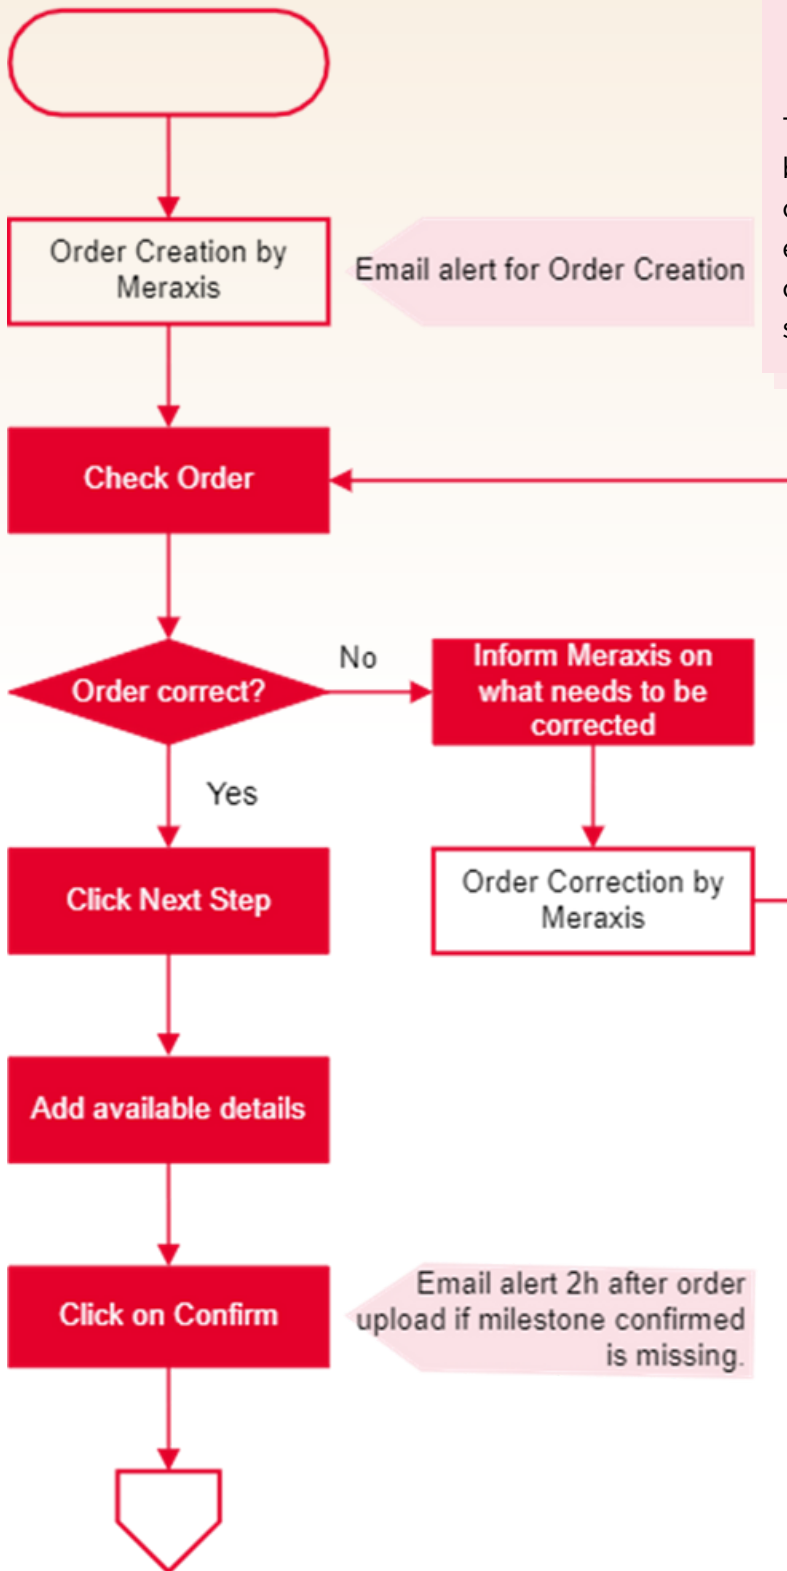 Order Creation by
Meraxis
Email alert for Order Creation
Check Order
Order correct?
No
Inform Meraxis on
what needs to be
corrected
Yes
Click Next Step
Order Correction by
Meraxis
Add available details
Click on Confirm
Email alert 2h after order
upload if milestone confirmed
is missing.